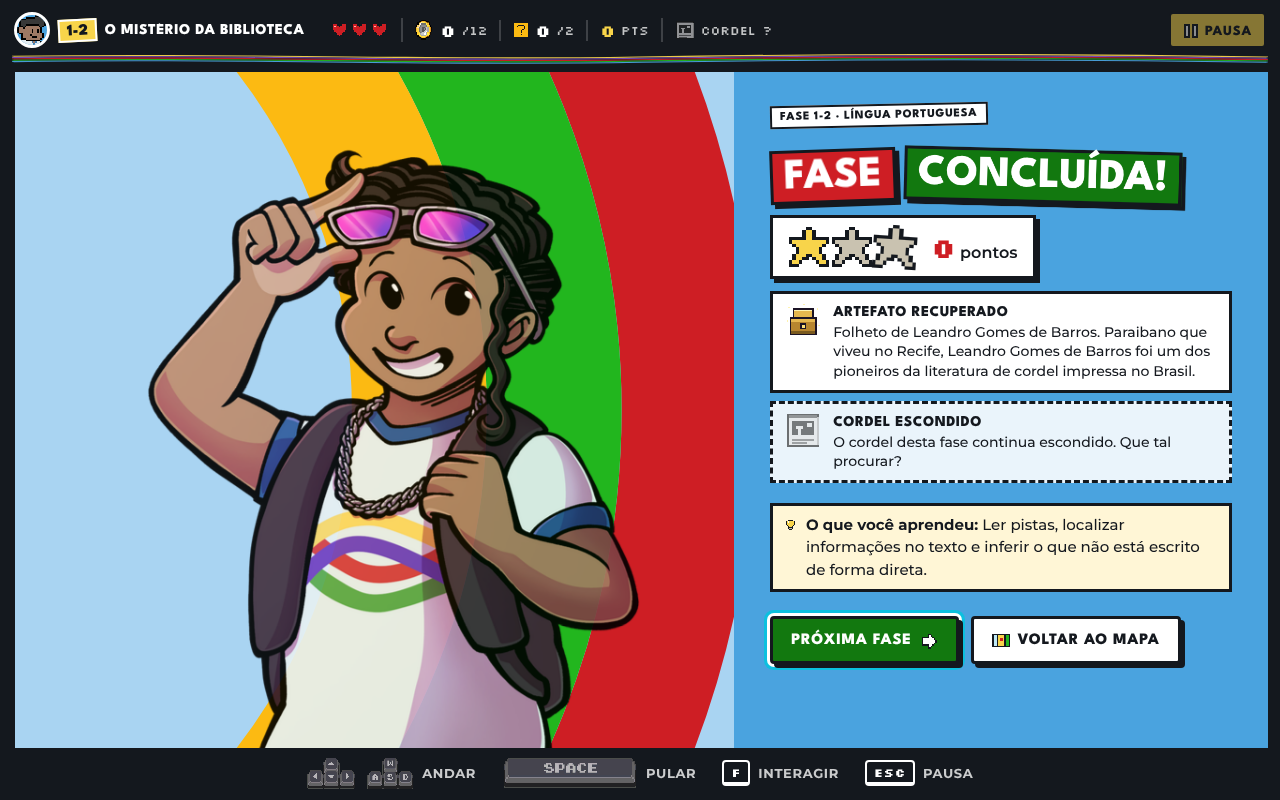 1-2 O MISTÉRIO DA BIBLIOTECA 0 /12 ? 0 /2 0 PTS CORDEL ? PAUSA
FASE 1-2 · LÍNGUA PORTUGUESA
FASE CONCLUÍDA!
0 pontos
ARTEFATO RECUPERADO
Folheto de Leandro Gomes de Barros. Paraibano que
viveu no Recife, Leandro Gomes de Barros foi um dos
pioneiros da literatura de cordel impressa no Brasil.
CORDEL ESCONDIDO
O cordel desta fase continua escondido. Que tal
procurar?
O que você aprendeu: Ler pistas, localizar
informações no texto e inferir o que não está escrito
de forma direta.
PRÓXIMA FASE VOLTAR AO MAPA
W
A S D ANDAR SPACE PULAR F INTERAGIR ESC PAUSA